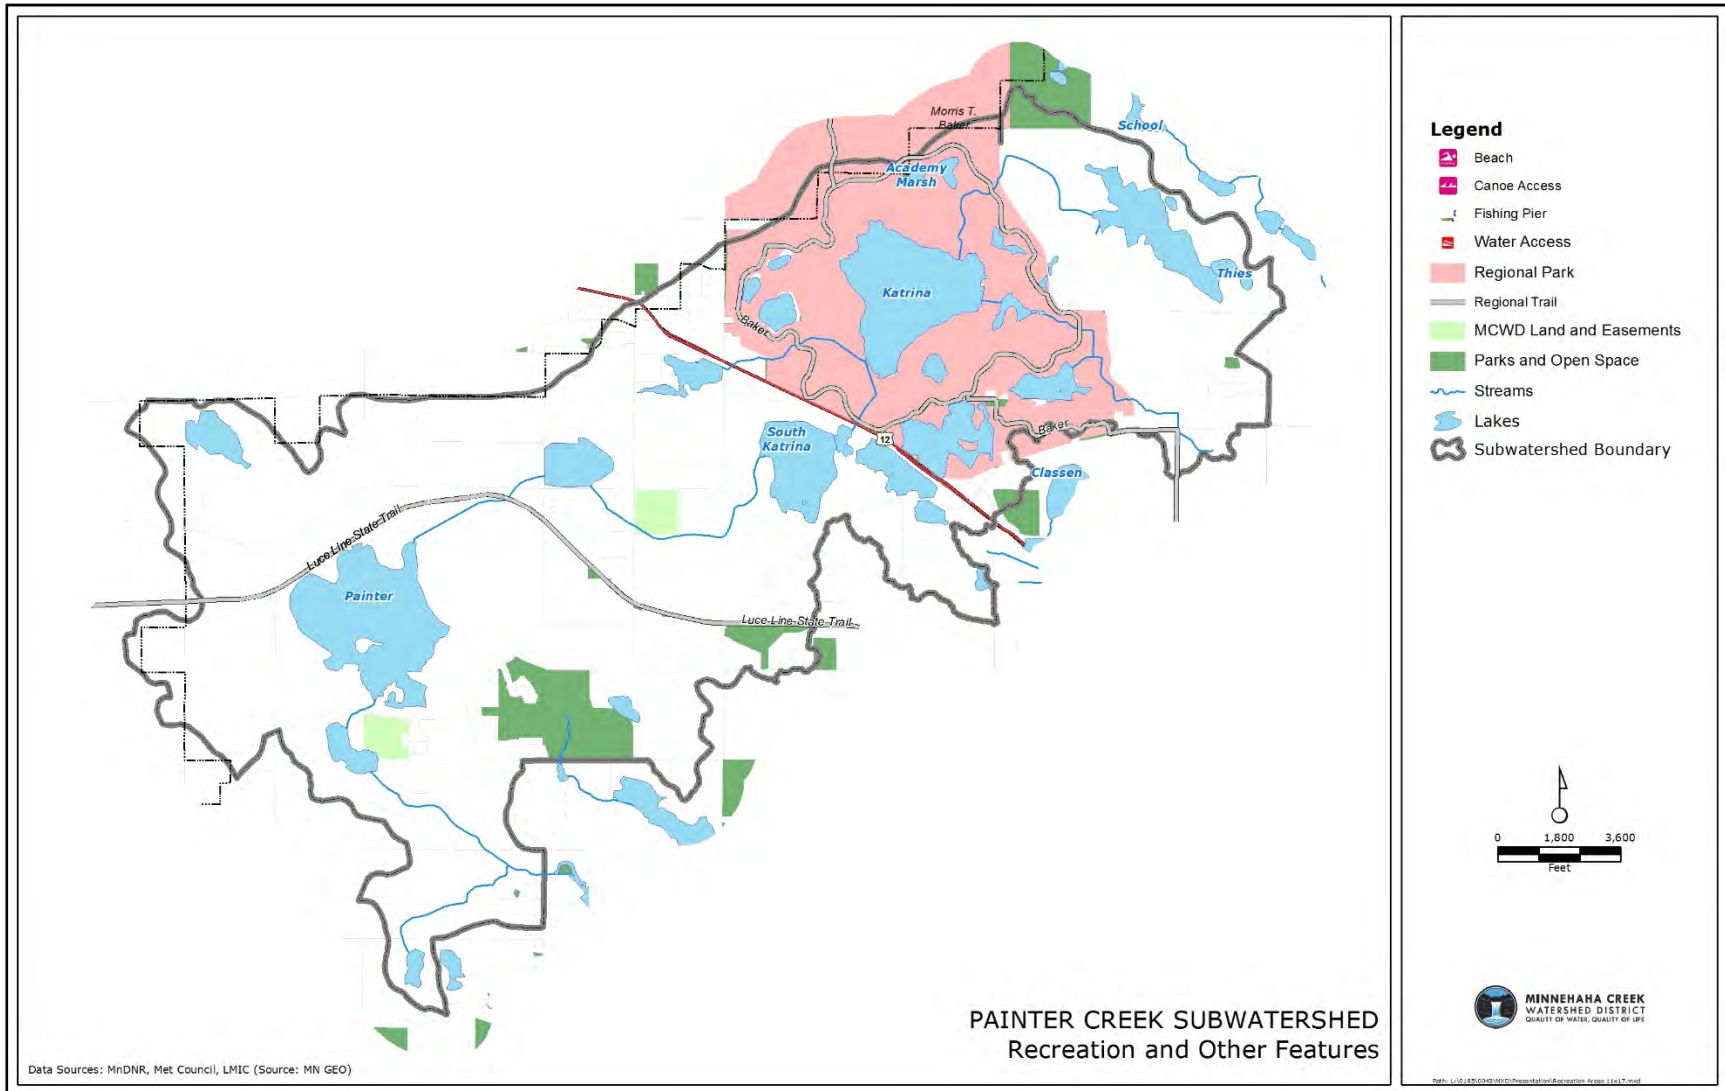 Morris T.
Baker
School
Academy
Marsh
Thies
Katrina
Baker
South
Katrina
12
Baker
Classen
Luce Line State Trail
Painter
Luce Line State Trail
PAINTER CREEK SUBWATERSHED
Recreation and Other Features
Data Sources: MnDNR, Met Council, LMIC (Source: MN GEO)
Legend
Beach
Canoe Access
Fishing Pier
Water Access
Regional Park
Regional Trail
MCWD Land and Easements
Parks and Open Space
Streams
Lakes
Subwatershed Boundary
0 1,800 3,600
Feet
MINNEHAHA CREEK
WATERSHED DISTRICT
QUALITY OF WATER, QUALITY OF LIFE